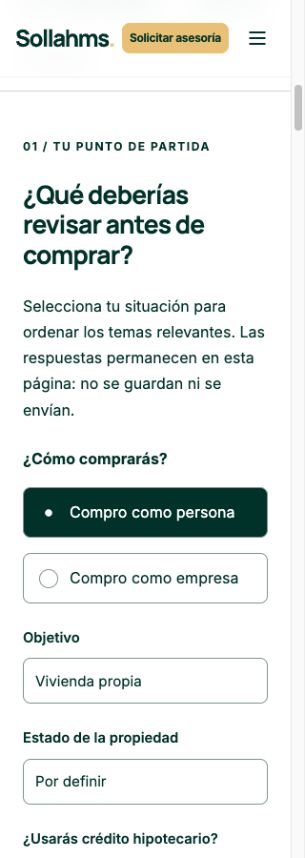 Sollahms.
Solicitar asesoría
01 / TU PUNTO DE PARTIDA
¿Qué deberías
revisar antes de
comprar?
Selecciona tu situación para
ordenar los temas relevantes. Las
respuestas permanecen en esta
página: no se guardan ni se
envían.
¿Cómo comprarás?
Compro como persona
Compro como empresa
Objetivo
Vivienda propia
Estado de la propiedad
Por definir
¿Usarás crédito hipotecario?